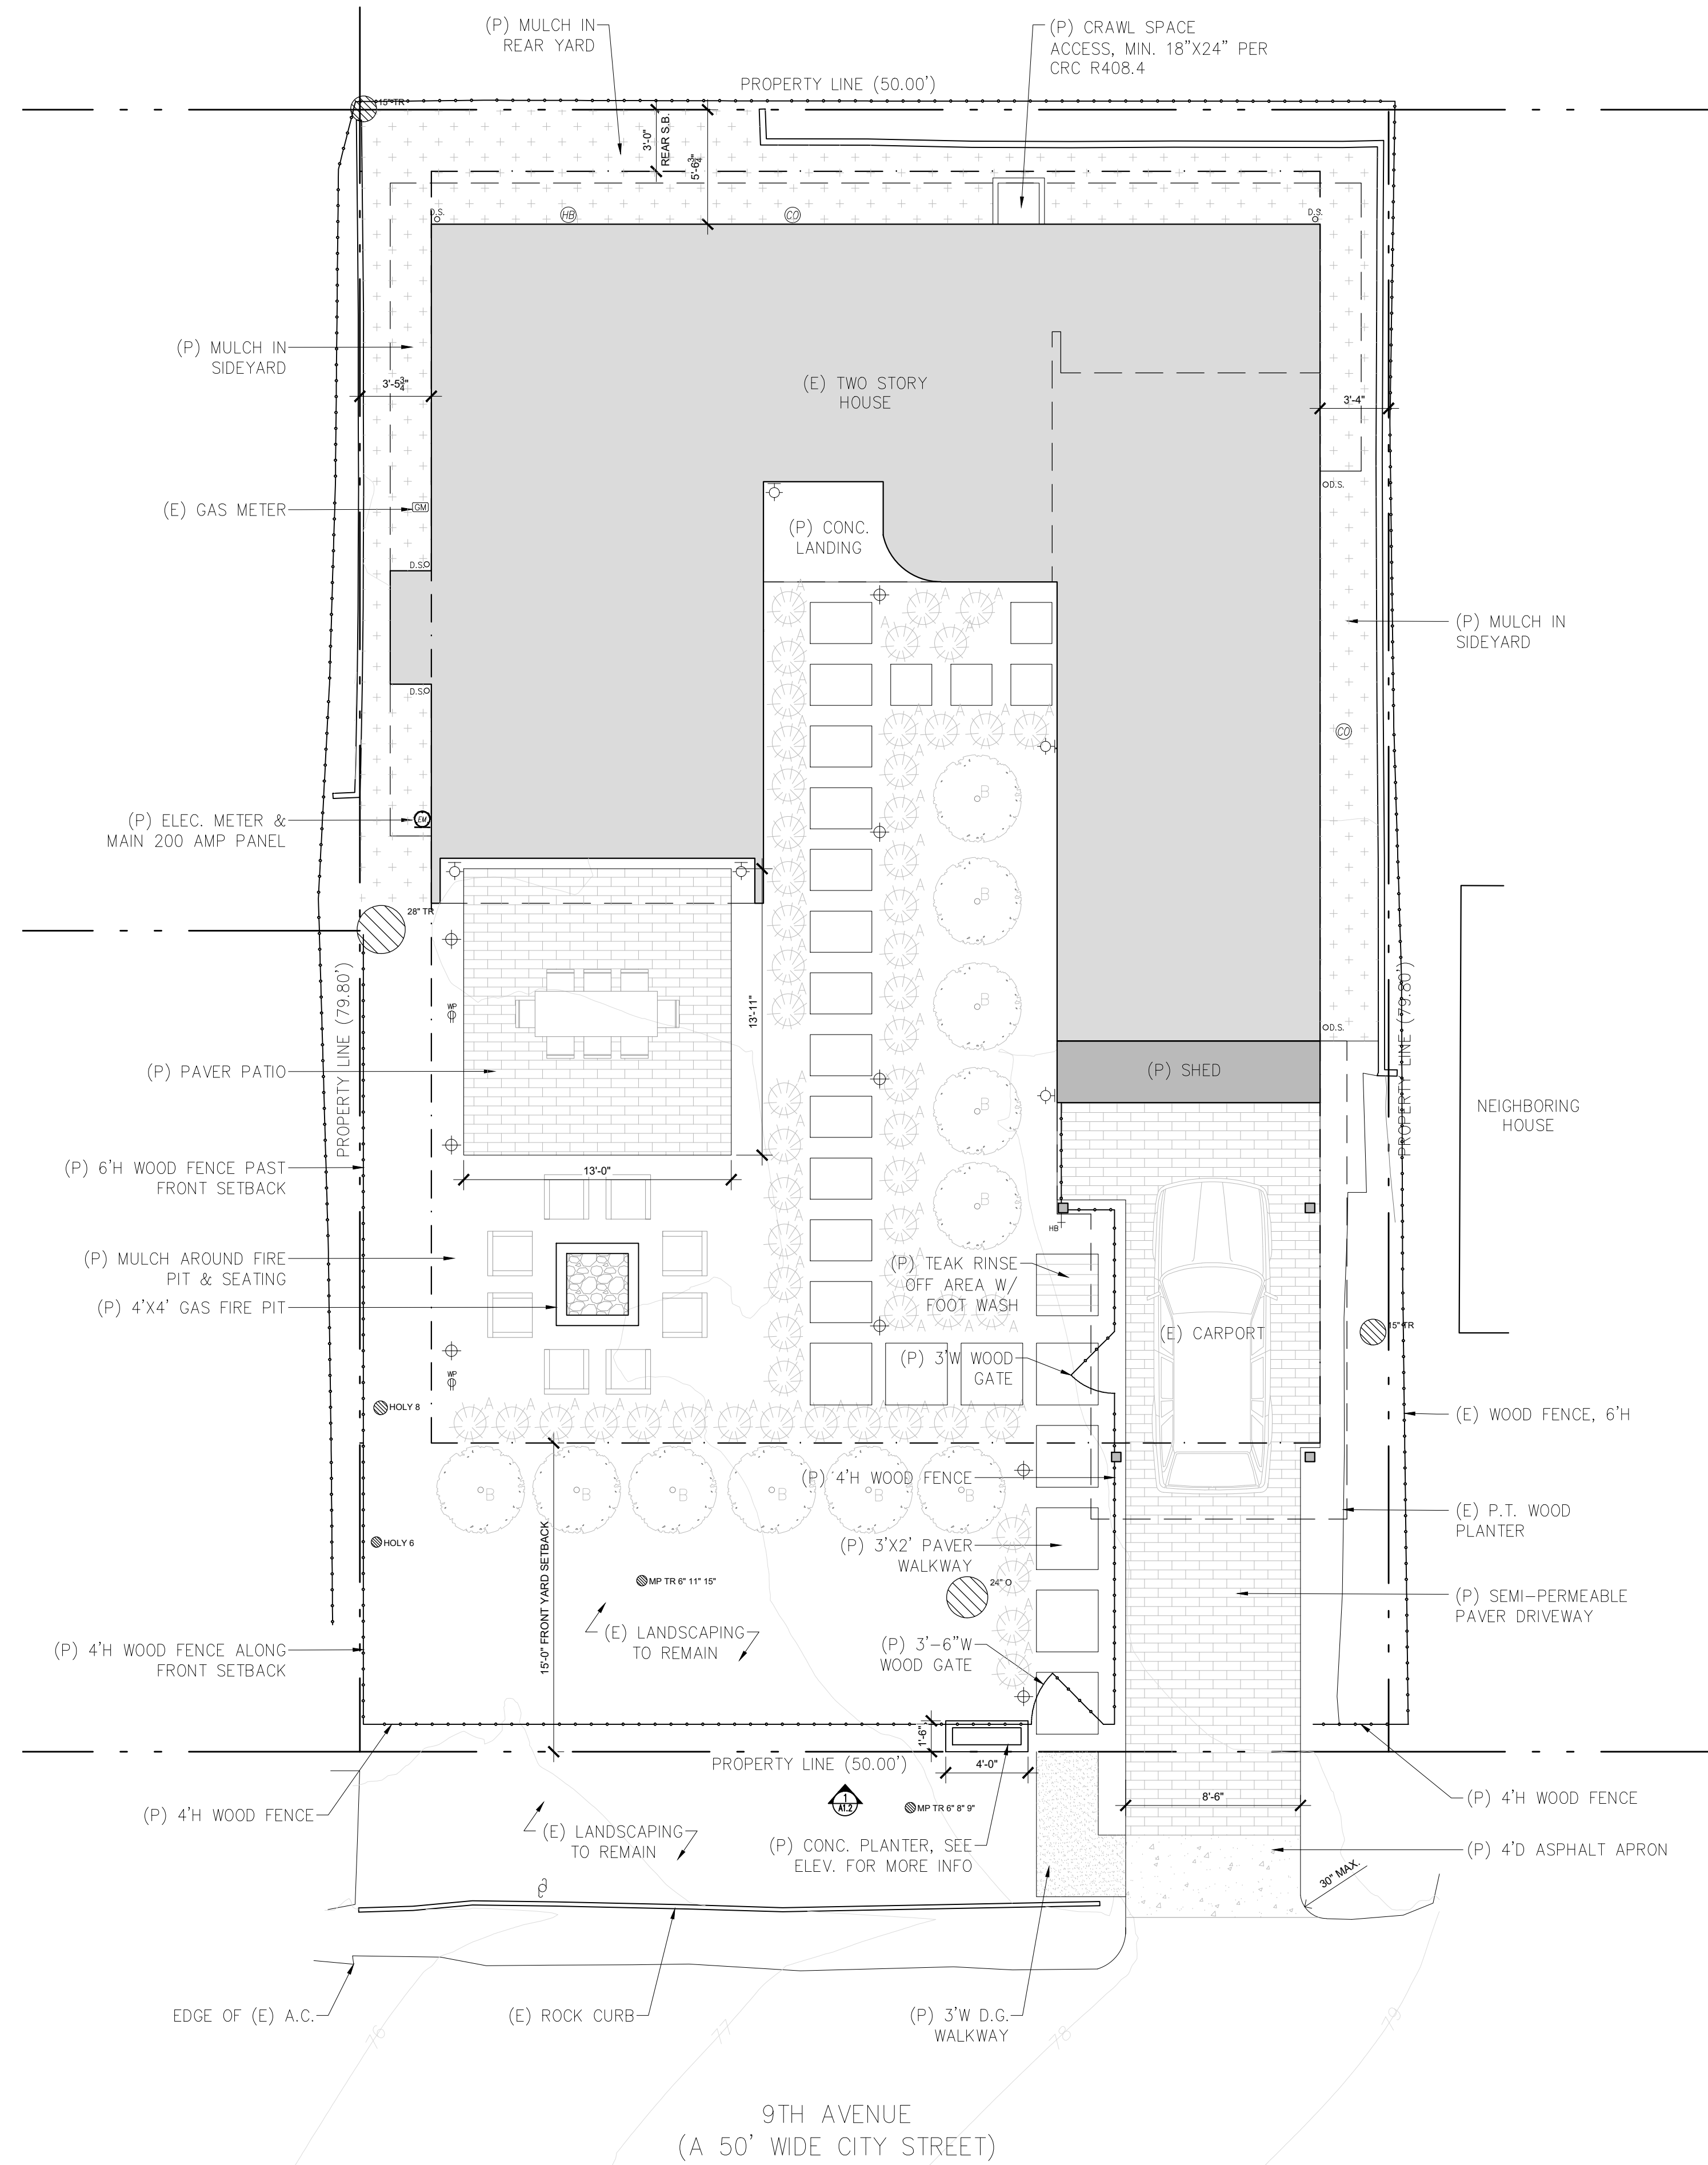 (P) MULCH IN
REAR YARD
(P) CRAWL SPACE
ACCESS, MIN. 18"X24" PER
CRC R408.4
PROPERTY LINE (50.00')
15" TR
3'-0"
REAR S.B.
5'-6¾"
D.S.
HB
CO
D.S.
(P) MULCH IN
SIDEYARD
3'-5¾"
(E) TWO STORY
HOUSE
3'-4"
(E) GAS METER
GM
D.S.
(P) CONC.
LANDING
D.S.
(P) MULCH IN
SIDEYARD
D.S.
CO
(P) ELEC. METER &
MAIN 200 AMP PANEL
EM
28" TR
PROPERTY LINE (79.80')
WP
13'-11"
PROPERTY LINE (79.80')
D.S.
(P) PAVER PATIO
(P) SHED
NEIGHBORING
HOUSE
(P) 6'H WOOD FENCE PAST
FRONT SETBACK
13'-0"
HB
(P) MULCH AROUND FIRE
PIT & SEATING
(P) TEAK RINSE
OFF AREA W/
FOOT WASH
(P) 4'X4' GAS FIRE PIT
(E) CARPORT
15" TR
(P) 3'W WOOD
GATE
WP
HOLY 8
(E) WOOD FENCE, 6'H
(P) 4'H WOOD FENCE
(E) P.T. WOOD
PLANTER
HOLY 6
15'-0" FRONT YARD SETBACK
(P) 3'X2' PAVER
WALKWAY
MP TR 6" 11" 15"
24" O
(P) SEMI-PERMEABLE
PAVER DRIVEWAY
(E) LANDSCAPING
TO REMAIN
(P) 3'-6"W
WOOD GATE
(P) 4'H WOOD FENCE ALONG
FRONT SETBACK
1'-6"
PROPERTY LINE (50.00')
4'-0"
(P) 4'H WOOD FENCE
1
A1.2
MP TR 6" 8" 9"
8'-6"
(P) 4'H WOOD FENCE
(E) LANDSCAPING
TO REMAIN
(P) CONC. PLANTER, SEE
ELEV. FOR MORE INFO
(P) 4'D ASPHALT APRON
30" MAX.
EDGE OF (E) A.C.
(E) ROCK CURB
(P) 3'W D.G.
WALKWAY
76
77
78
79
9TH AVENUE
(A 50' WIDE CITY STREET)